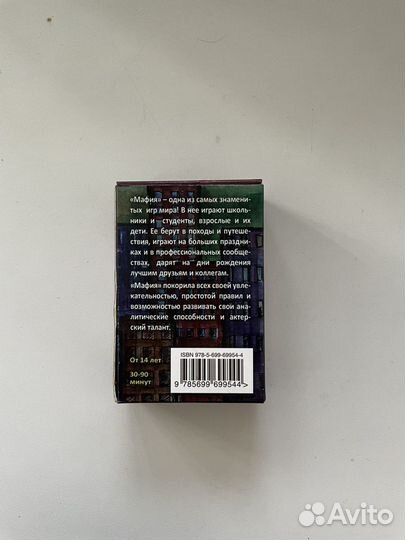 «Мафия» – одна из самых знамени-
тых игр мира! В нее играют школь-
ники и студенты, взрослые и их
дети. Ее берут в походы и путеше-
ствия, играют на больших праздни-
ках и в профессиональных сообще-
ствах, дарят на дни рождения
лучшим друзьям и коллегам.
«Мафия» покорила всех своей увле-
кательностью, простотой правил и
возможностью развивать свои ана-
литические способности и актер-
ский талант.
ISBN 978-5-699-69954-4
От 14 лет
30-90
минут
9 785699 699544 >
Avito